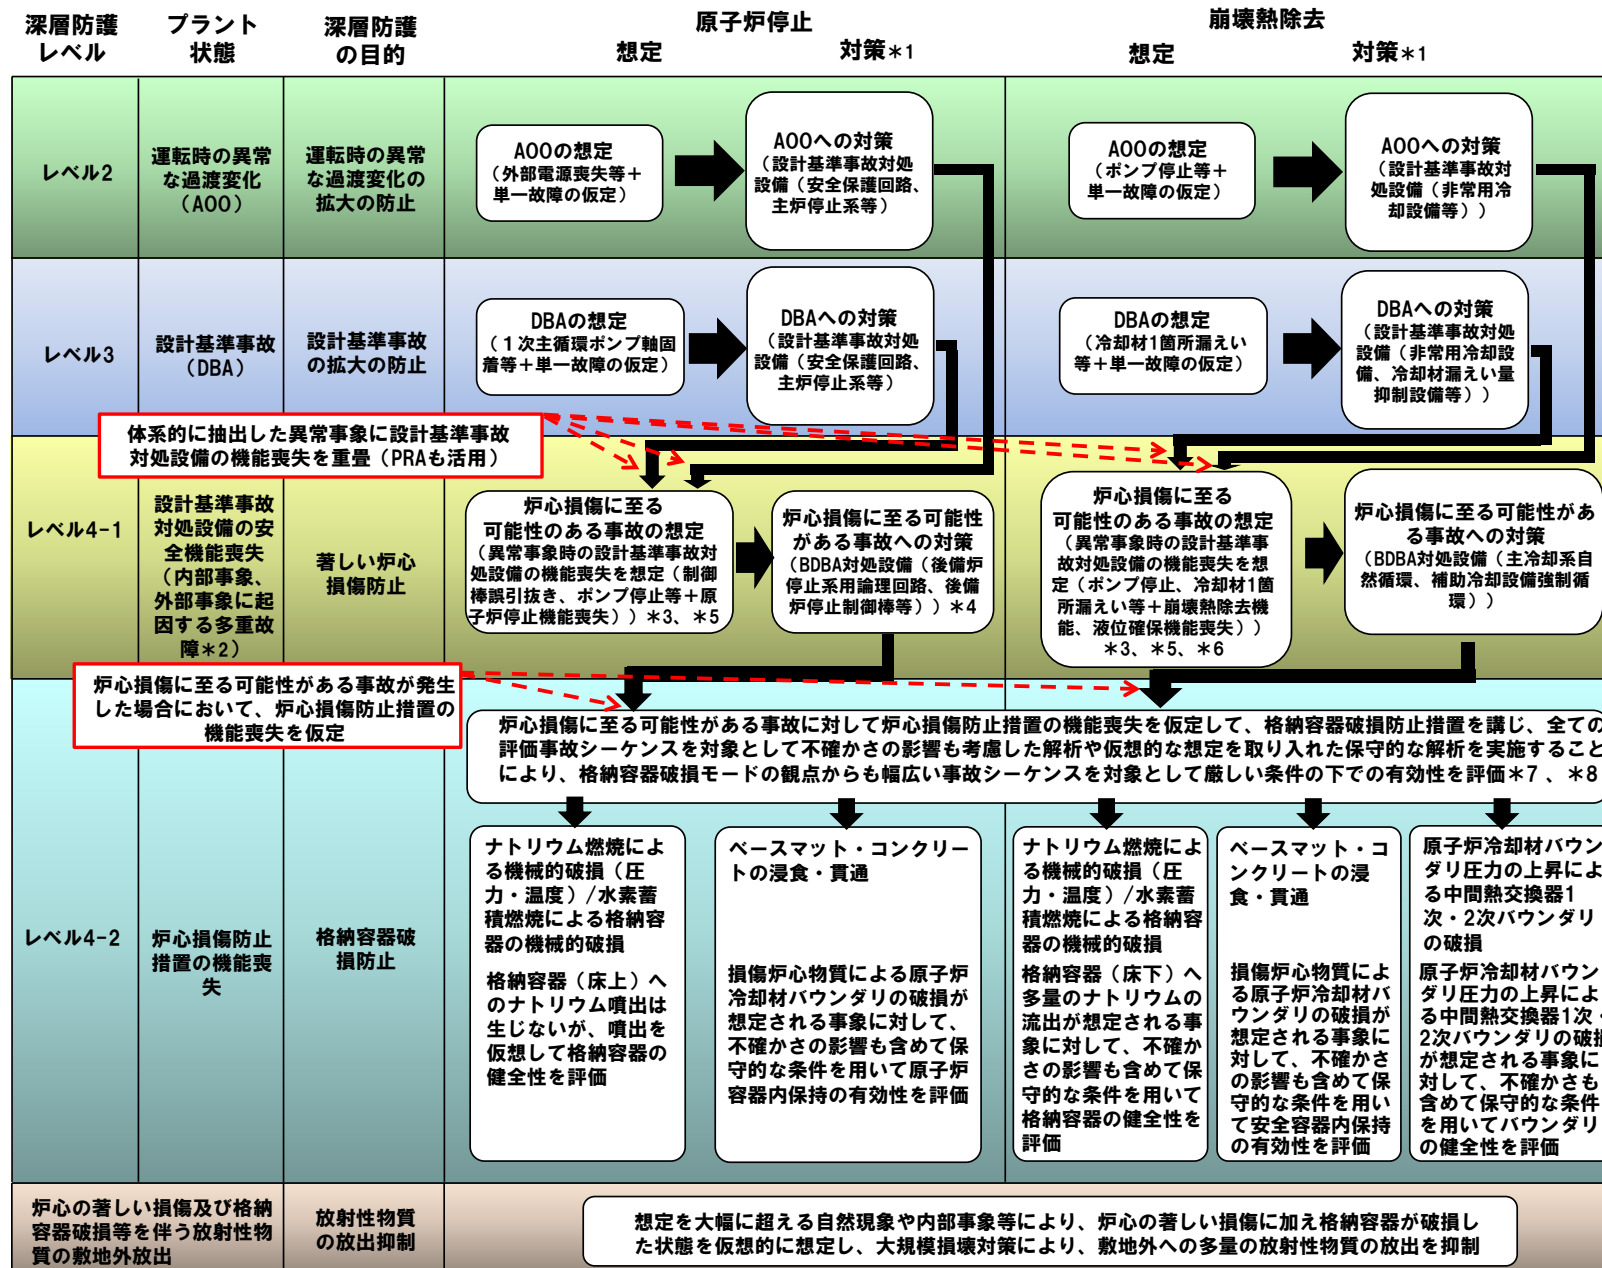 深層防護
レベル
プラント
状態
深層防護
の目的
原子炉停止
想定
対策＊1
崩壊熱除去
想定
対策＊1
レベル2
運転時の異常
な過渡変化
（AOO）
運転時の異常
な過渡変化の
拡大の防止
AOOの想定
（外部電源喪失等＋
単一故障の仮定）
AOOへの対策
（設計基準事故対処
設備（安全保護回路、
主炉停止系等）
AOOの想定
（ポンプ停止等＋
単一故障の仮定）
AOOへの対策
（設計基準事故対
処設備（非常用冷
却設備等））
レベル3
設計基準事故
（DBA）
設計基準事故
の拡大の防止
DBAの想定
（１次主循環ポンプ軸固
着等＋単一故障の仮定）
DBAへの対策
（設計基準事故対処
設備（安全保護回路、
主炉停止系等）
DBAの想定
（冷却材1箇所漏えい
等＋単一故障の仮定）
DBAへの対策
（設計基準事故対処
設備（非常用冷却設
備、冷却材漏えい量
抑制設備等））
体系的に抽出した異常事象に設計基準事故
対処設備の機能喪失を重畳（PRAも活用）
レベル4-1
設計基準事故
対処設備の安
全機能喪失
（内部事象、
外部事象に起
因する多重故
障＊2）
著しい炉心
損傷防止
炉心損傷に至る
可能性のある事故の想定
（異常事象時の設計基準事故対
処設備の機能喪失を想定（制御
棒誤引抜き、ポンプ停止等＋原
子炉停止機能喪失））＊3、＊5
炉心損傷に至る可能性
がある事故への対策
（BDBA対処設備（後備炉
停止系用論理回路、後備
炉停止制御棒等））＊4
炉心損傷に至る
可能性のある事故の想定
（異常事象時の設計基準事
故対処設備の機能喪失を想
定（ポンプ停止、冷却材1箇
所漏えい等＋崩壊熱除去機
能、液位確保機能喪失））
＊3、＊5、＊6
炉心損傷に至る可能性があ
る事故への対策
（BDBA対処設備（主冷却系自
然循環、補助冷却設備強制循
環））
炉心損傷に至る可能性がある事故が発生
した場合において、炉心損傷防止措置の
機能喪失を仮定
炉心損傷に至る可能性がある事故に対して炉心損傷防止措置の機能喪失を仮定して、格納容器破損防止措置を講じ、全ての
評価事故シーケンスを対象として不確かさの影響も考慮した解析や仮想的な想定を取り入れた保守的な解析を実施すること
により、格納容器破損モードの観点からも幅広い事故シーケンスを対象として厳しい条件の下での有効性を評価＊7 、＊8
レベル4-2
炉心損傷防止
措置の機能喪
失
格納容器破
損防止
ナトリウム燃焼によ
る機械的破損（圧
力・温度）/水素蓄
積燃焼による格納容
器の機械的破損
格納容器（床上）へ
のナトリウム噴出は
生じないが、噴出を
仮想して格納容器の
健全性を評価
ベースマット・コンクリー
トの浸食・貫通
損傷炉心物質による原子炉
冷却材バウンダリの破損が
想定される事象に対して、
不確かさの影響も含めて保
守的な条件を用いて原子炉
容器内保持の有効性を評価
ナトリウム燃焼によ
る機械的破損（圧
力・温度）/水素蓄
積燃焼による格納容
器の機械的破損
格納容器（床下）へ
多量のナトリウムの
流出が想定される事
象に対して、不確か
さの影響も含めて保
守的な条件を用いて
格納容器の健全性を
評価
ベースマット・コ
ンクリートの浸
食・貫通
損傷炉心物質によ
る原子炉冷却材バ
ウンダリの破損が
想定される事象に
対して、不確かさ
の影響も含めて保
守的な条件を用い
て安全容器内保持
の有効性を評価
原子炉冷却材バウン
ダリ圧力の上昇によ
る中間熱交換器1
次・2次バウンダリ
の破損
原子炉冷却材バウン
ダリ圧力の上昇によ
る中間熱交換器1次・
2次バウンダリの破損
が想定される事象に
対して、不確かさも
含めて保守的な条件
を用いてバウンダリ
の健全性を評価
炉心の著しい損傷及び格納
容器破損等を伴う放射性物
質の敷地外放出
放射性物質
の放出抑制
想定を大幅に超える自然現象や内部事象等により、炉心の著しい損傷に加え格納容器が破損し
た状態を仮想的に想定し、大規模損壊対策により、敷地外への多量の放射性物質の放出を抑制